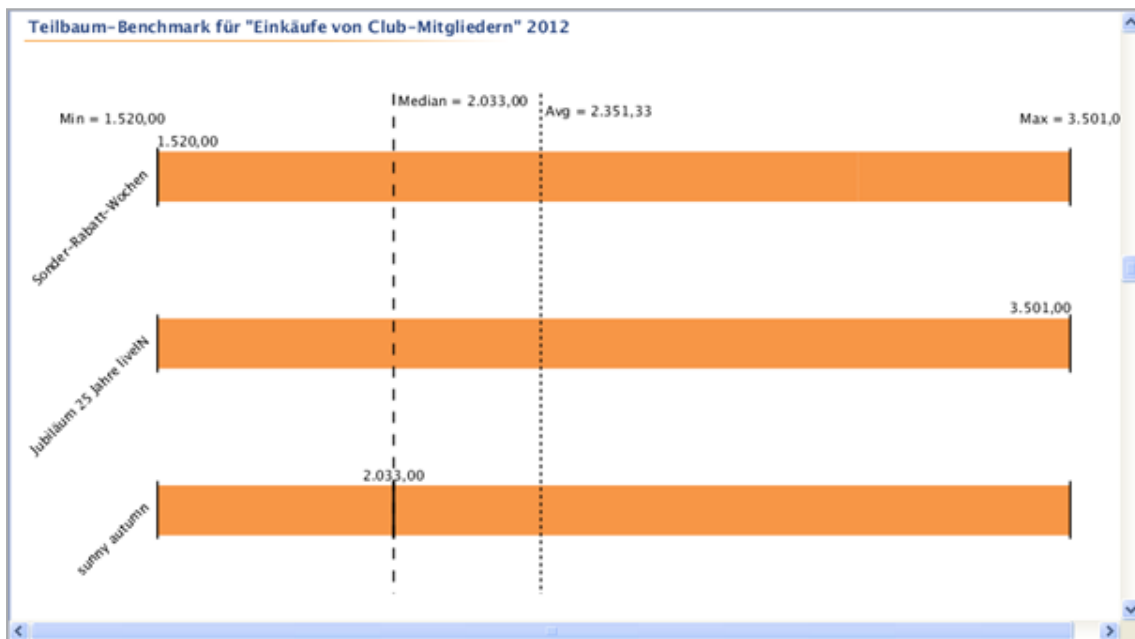 Teilbaum-Benchmark für "Einkäufe von Club-Mitgliedern" 2012
Median = 2.033,00
Avg = 2.351,33
Min = 1.520,00
Max = 3.501,0
1.520,00
Sonder-Rabatt-Wochen
3.501,00
Jubiläum 25 Jahre liveIN
2.033,00
sunny autumn